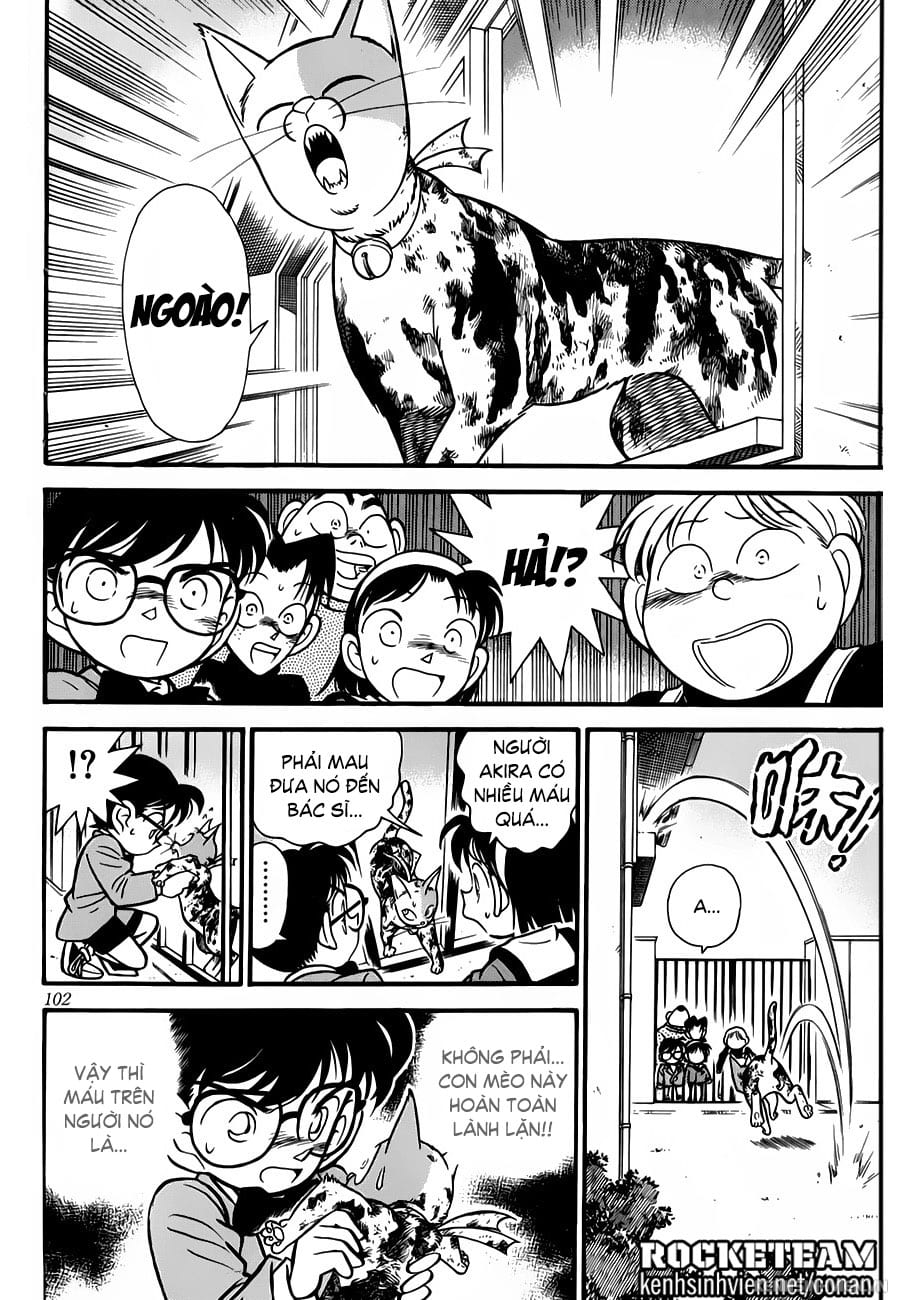 NGOÀO!
HẢ!?
A...
NGƯỜI
AKIRA CÓ
NHIỀU MÁU
QUÁ...
PHẢI MAU
ĐƯA NÓ ĐẾN
BÁC SĨ...
........
!?
102
KHÔNG PHẢI...
CON MÈO NÀY
HOÀN TOÀN
LÀNH LẶN!!
VẬY THÌ
MÁU TRÊN
NGƯỜI NÓ
LÀ...
ROCKETEAM
kenhsinhvien.net/conan